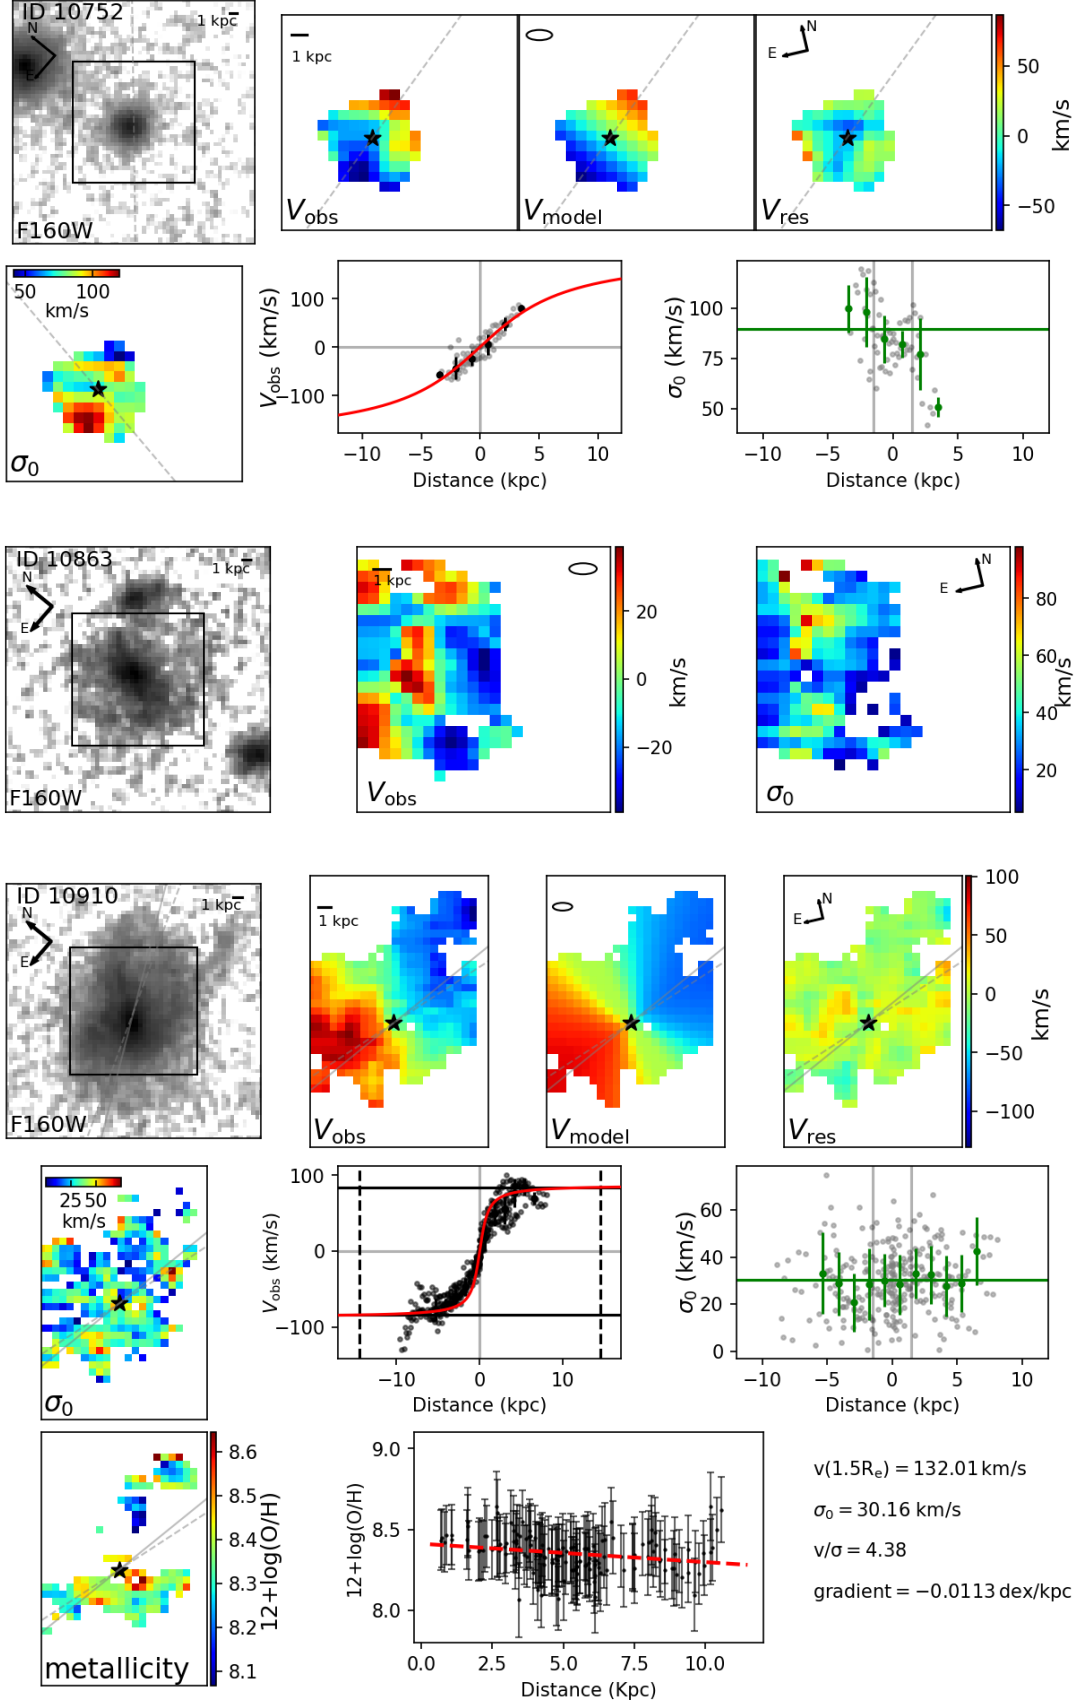 ID 10752
N
E
1 kpc
F160W
1 kpc
V_obs
V_model
N
E
V_res
50
0
−50
km/s
50 100
km/s
σ₀
V_obs (km/s)
100
0
−100
−10 −5 0 5 10
Distance (kpc)
σ₀ (km/s)
100
75
50
−10 −5 0 5 10
Distance (kpc)
ID 10863
N
E
1 kpc
F160W
1 kpc
V_obs
20
0
−20
km/s
N
E
σ₀
80
60
40
20
km/s
ID 10910
N
E
1 kpc
F160W
1 kpc
V_obs
V_model
N
E
V_res
100
50
0
−50
−100
km/s
25 50
km/s
σ₀
V_obs (km/s)
100
0
−100
−10 0 10
Distance (kpc)
σ₀ (km/s)
60
40
20
0
−10 −5 0 5 10
Distance (kpc)
metallicity
8.6
8.5
8.4
8.3
8.2
8.1
12+log(O/H)
12+log(O/H)
9.0
8.5
8.0
0.0 2.5 5.0 7.5 10.0
Distance (Kpc)
v(1.5R_e) = 132.01 km/s
σ₀ = 30.16 km/s
v/σ = 4.38
gradient = −0.0113 dex/kpc